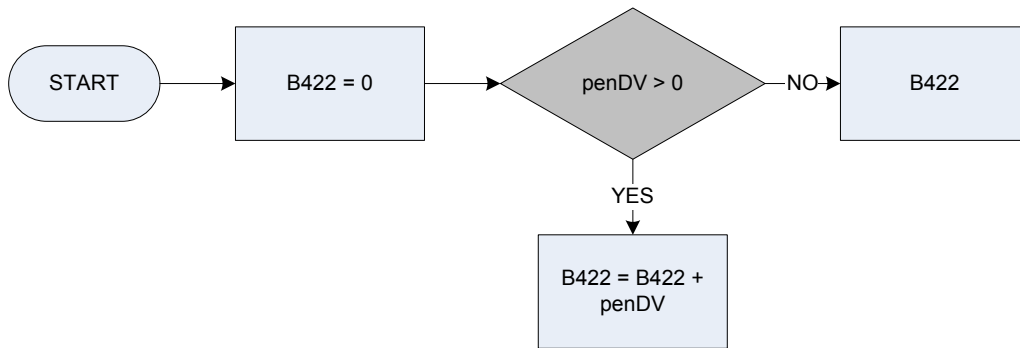 START
B422 = 0
penDV > 0
NO
B422
YES
B422 = B422 +
penDV